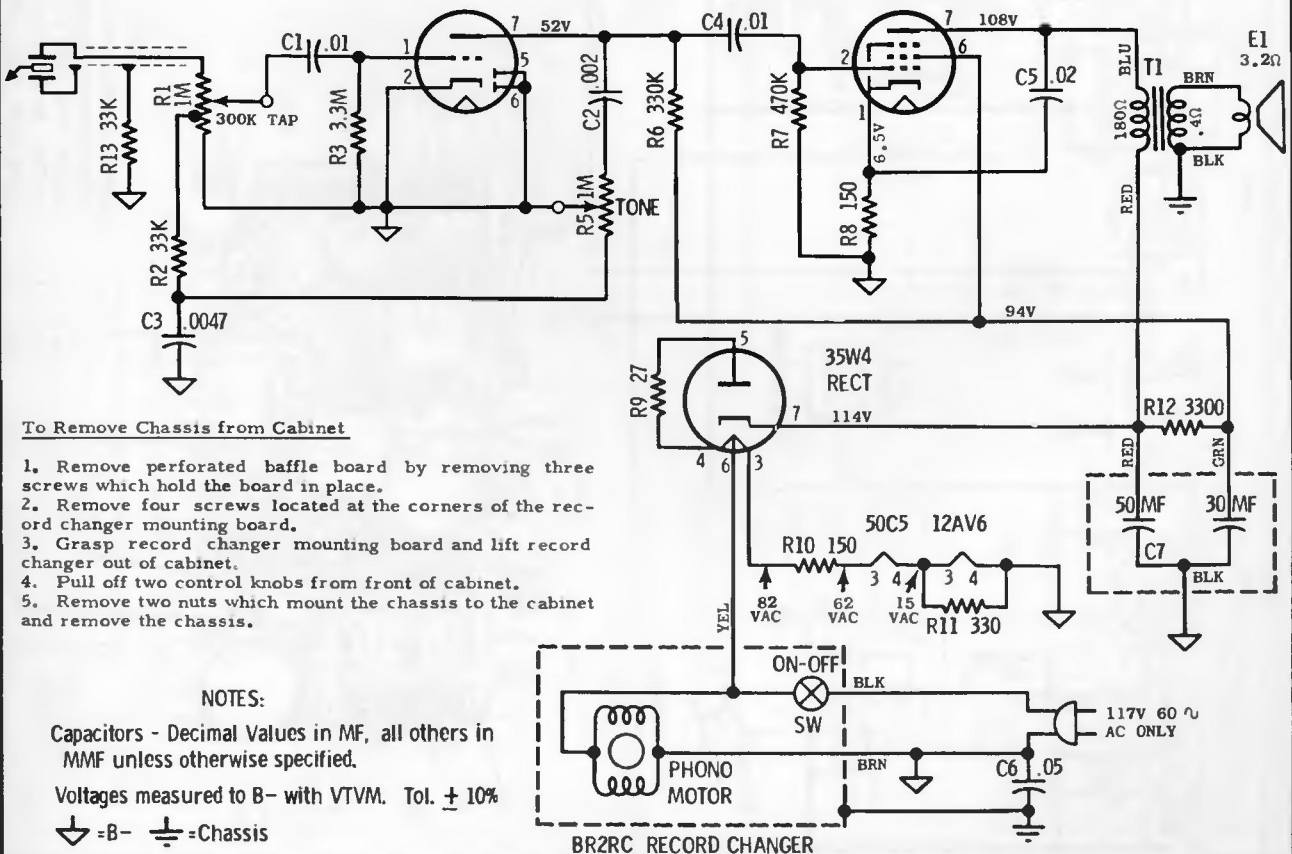 C1 .01
1
2
7
52V
5
6
C4 .01
2
7
108V
6
1
6.5V
C5 .02
BLU
T1
180Ω
BRN
.4Ω
BLK
RED
E1
3.2Ω
R1
1M
300K TAP
R13 33K
R3 3.3M
.002
C2
R5 1M
TONE
R6 330K
R7 470K
R8 150
R2 33K
C3 .0047
94V
5
35W4
RECT
R9 27
7
114V
4
6
3
R12 3300
RED
GRN
50 MF
30 MF
C7
BLK
To Remove Chassis from Cabinet
1. Remove perforated baffle board by removing three
screws which hold the board in place.
2. Remove four screws located at the corners of the rec-
ord changer mounting board.
3. Grasp record changer mounting board and lift record
changer out of cabinet.
4. Pull off two control knobs from front of cabinet.
5. Remove two nuts which mount the chassis to the cabinet
and remove the chassis.
50C5 12AV6
R10 150
3 4
3 4
82
VAC
62
VAC
15
VAC
R11 330
YEL
NOTES:
Capacitors - Decimal Values in MF, all others in
MMF unless otherwise specified.
Voltages measured to B- with VTVM. Tol. ± 10%
=B- =Chassis
ON-OFF
SW
BLK
117V 60 ∿
AC ONLY
PHONO
MOTOR
BRN
C6 .05
BR2RC RECORD CHANGER